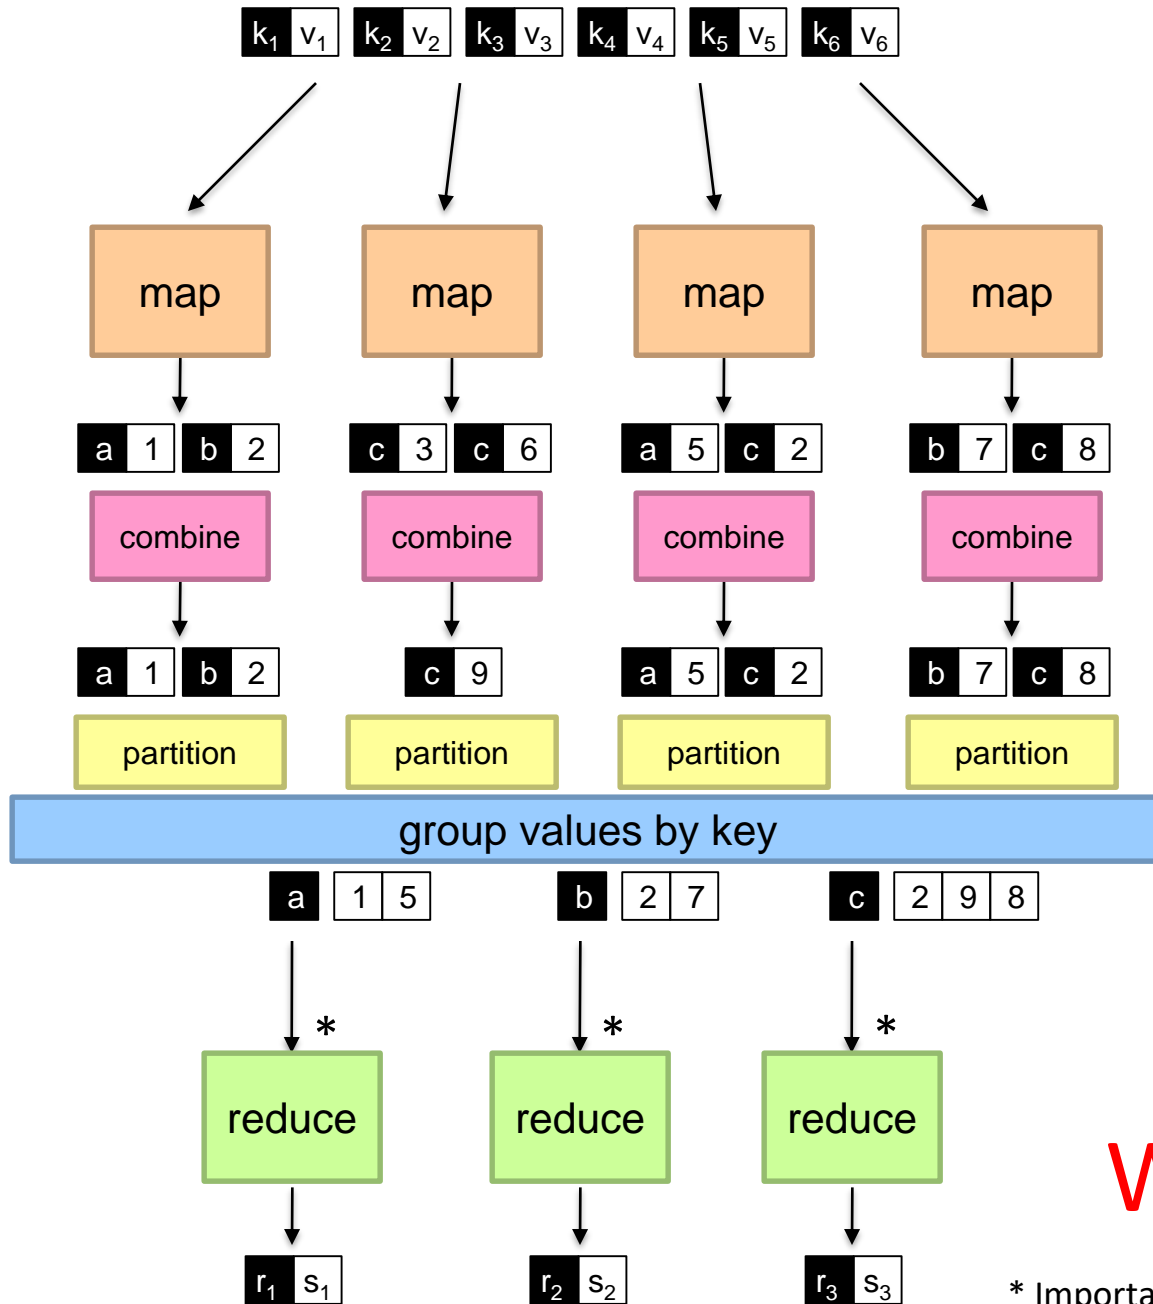 k1 v1 k2 v2 k3 v3 k4 v4 k5 v5 k6 v6
map map map map
a 1 b 2 c 3 c 6 a 5 c 2 b 7 c 8
combine combine combine combine
a 1 b 2 c 9 a 5 c 2 b 7 c 8
partition partition partition partition
group values by key
a 1 5 b 2 7 c 2 9 8
* * *
reduce reduce reduce
r1 s1 r2 s2 r3 s3
*